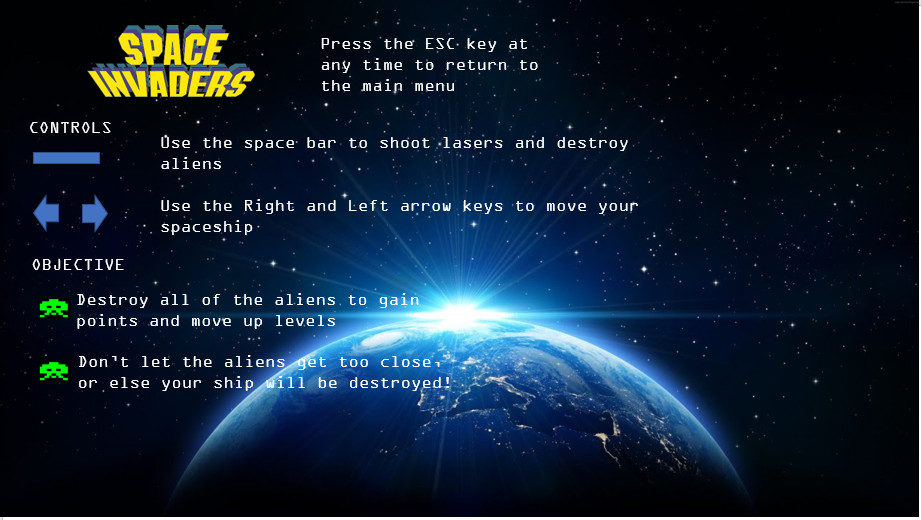 SPACE
INVADERS
Press the ESC key at
any time to return to
the main menu
CONTROLS
Use the space bar to shoot lasers and destroy
aliens
Use the Right and Left arrow keys to move your
spaceship
OBJECTIVE
Destroy all of the aliens to gain
points and move up levels
Don't let the aliens get too close,
or else your ship will be destroyed!